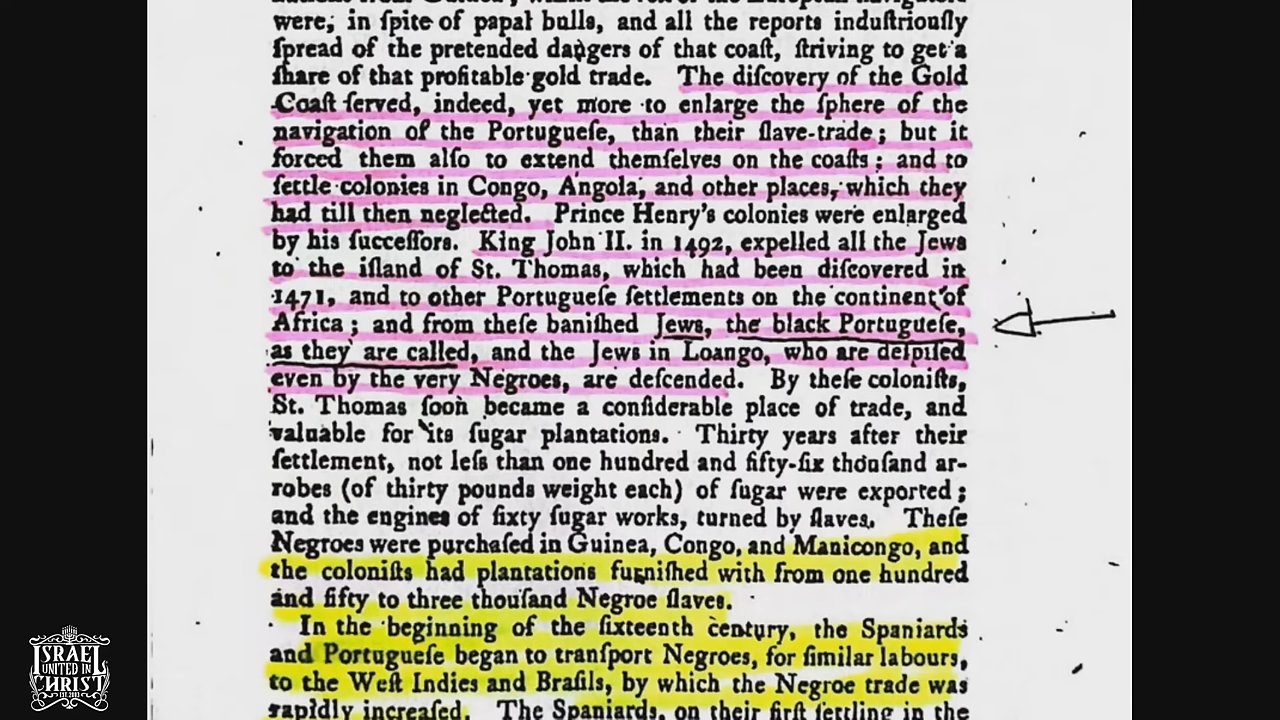 were, in ſpite of papal bulls, and all the reports induſtriouſly
ſpread of the pretended dangers of that coaſt, ſtriving to get a
ſhare of that profitable gold trade. The diſcovery of the Gold
Coaſt ſerved, indeed, yet more to enlarge the ſphere of the
navigation of the Portugueſe, than their ſlave-trade; but it
forced them alſo to extend themſelves on the coaſts; and to
ſettle colonies in Congo, Angola, and other places, which they
had till then neglected. Prince Henry's colonies were enlarged
by his ſucceſſors. King John II. in 1492, expelled all the Jews
to the iſland of St. Thomas, which had been diſcovered in
1471, and to other Portugueſe ſettlements on the continent of
Africa; and from theſe baniſhed Jews, the black Portugueſe,
as they are called, and the Jews in Loango, who are deſpiſed
even by the very Negroes, are deſcended. By theſe coloniſts,
St. Thomas ſoon became a conſiderable place of trade, and
valuable for its ſugar plantations. Thirty years after their
ſettlement, not leſs than one hundred and fifty-ſix thouſand ar-
robes (of thirty pounds weight each) of ſugar were exported;
and the engines of ſixty ſugar works, turned by ſlaves. Theſe
Negroes were purchaſed in Guinea, Congo, and Manicongo, and
the coloniſts had plantations furniſhed with from one hundred
and fifty to three thouſand Negroe ſlaves.
In the beginning of the ſixteenth century, the Spaniards
and Portugueſe began to tranſport Negroes, for ſimilar labours,
to the Weſt Indies and Braſils, by which the Negroe trade was
rapidly increaſed. The Spaniards, on their firſt ſettling in the
ISRAEL
UNITED IN
CHRIST